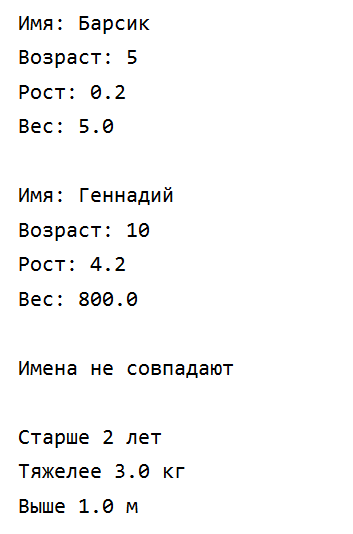 Имя: Барсик
Возраст: 5
Рост: 0.2
Вес: 5.0
Имя: Геннадий
Возраст: 10
Рост: 4.2
Вес: 800.0
Имена не совпадают
Старше 2 лет
Тяжелее 3.0 кг
Выше 1.0 м